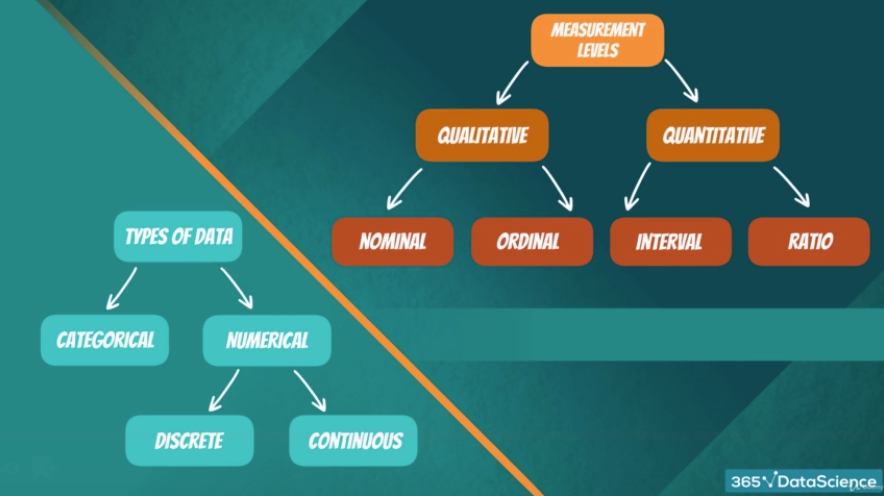 MEASUREMENT
LEVELS
QUALITATIVE
QUANTITATIVE
NOMINAL
ORDINAL
INTERVAL
RATIO
TYPES OF DATA
CATEGORICAL
NUMERICAL
DISCRETE
CONTINUOUS
365 DataScience